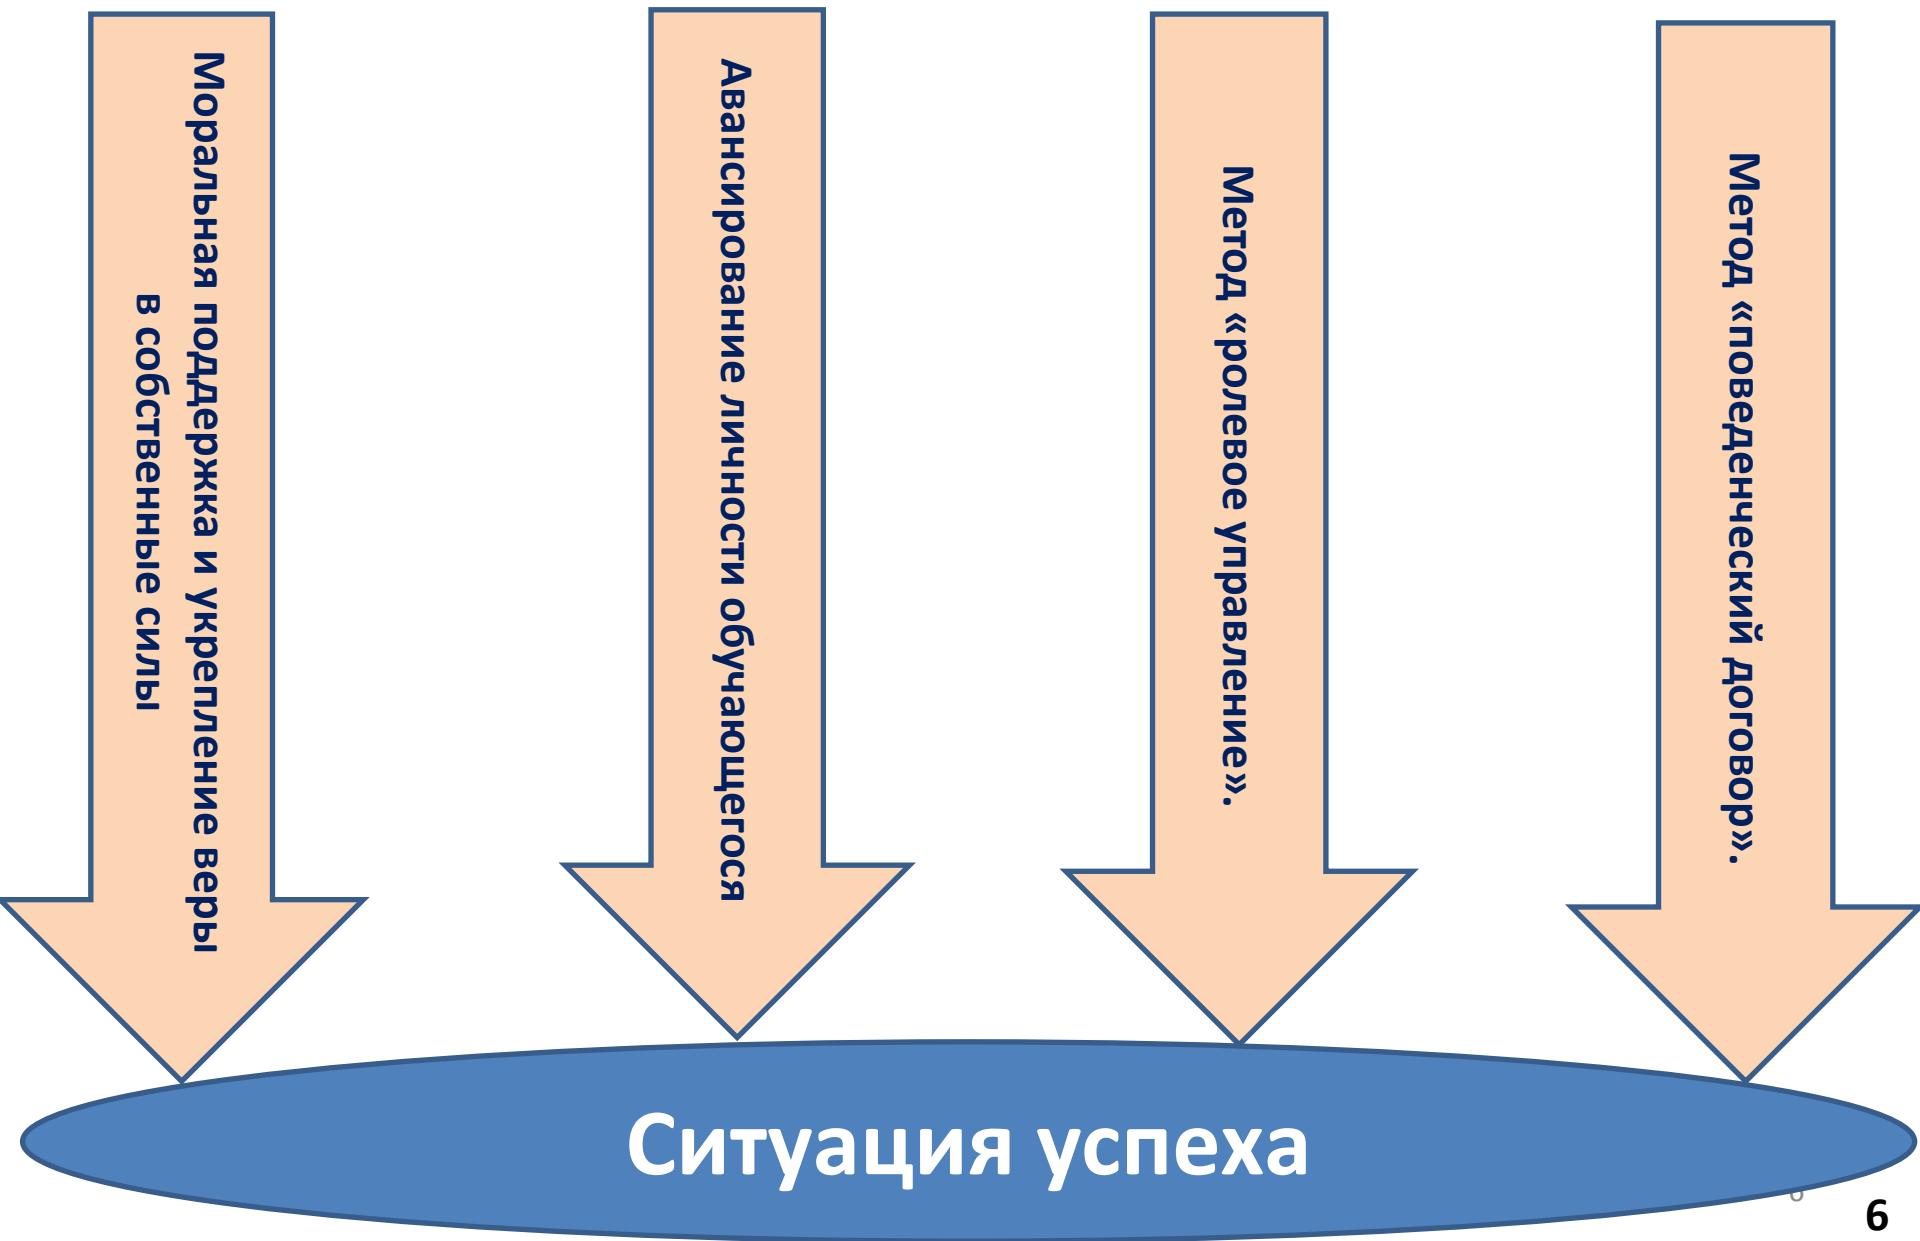 Моральная поддержка и укрепление веры
в собственные силы
Авансирование личности обучающегося
Метод «ролевое управление».
Метод «поведенческий договор».
Ситуация успеха
6